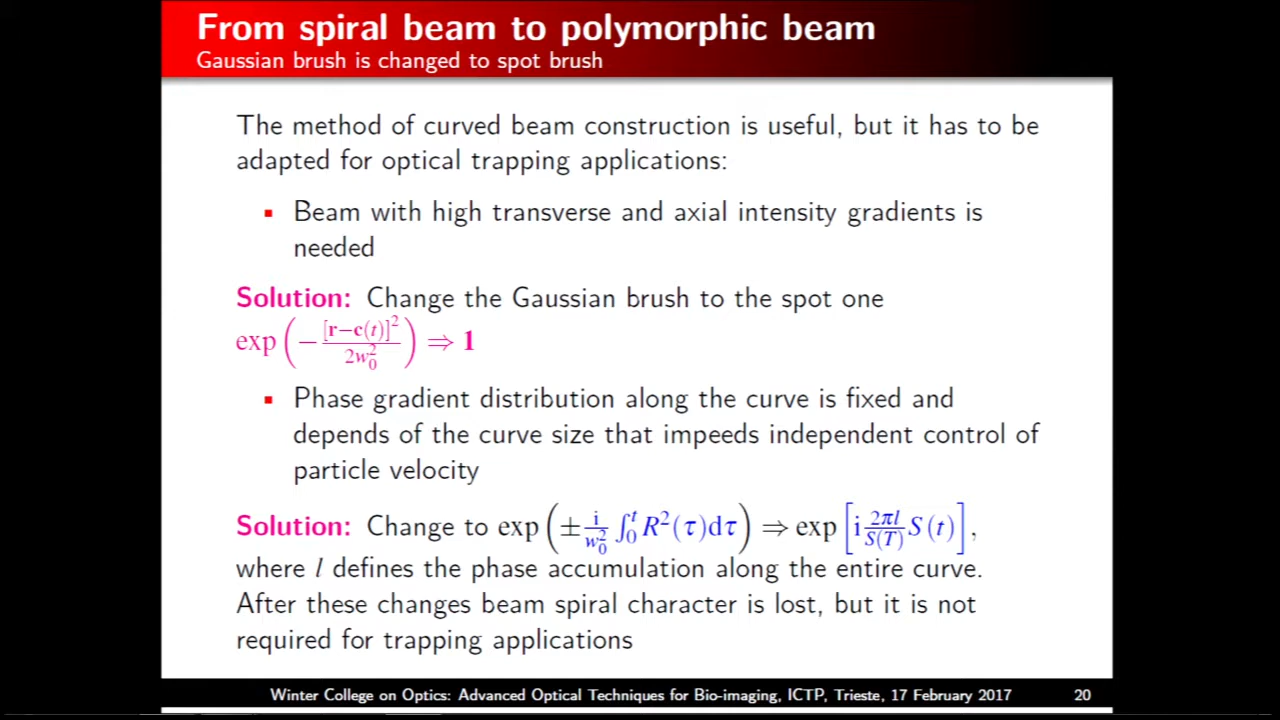 From spiral beam to polymorphic beam
Gaussian brush is changed to spot brush
The method of curved beam construction is useful, but it has to be
adapted for optical trapping applications:
▪ Beam with high transverse and axial intensity gradients is
needed
Solution: Change the Gaussian brush to the spot one
exp(−[r−c(t)]²/2w₀²) ⇒ 1
▪ Phase gradient distribution along the curve is fixed and
depends of the curve size that impeeds independent control of
particle velocity
Solution: Change to exp(±i/w₀² ∫₀ᵗ R²(τ)dτ) ⇒ exp[i 2πl/S(T) S(t)],
where l defines the phase accumulation along the entire curve.
After these changes beam spiral character is lost, but it is not
required for trapping applications
Winter College on Optics: Advanced Optical Techniques for Bio-imaging, ICTP, Trieste, 17 February 2017 20